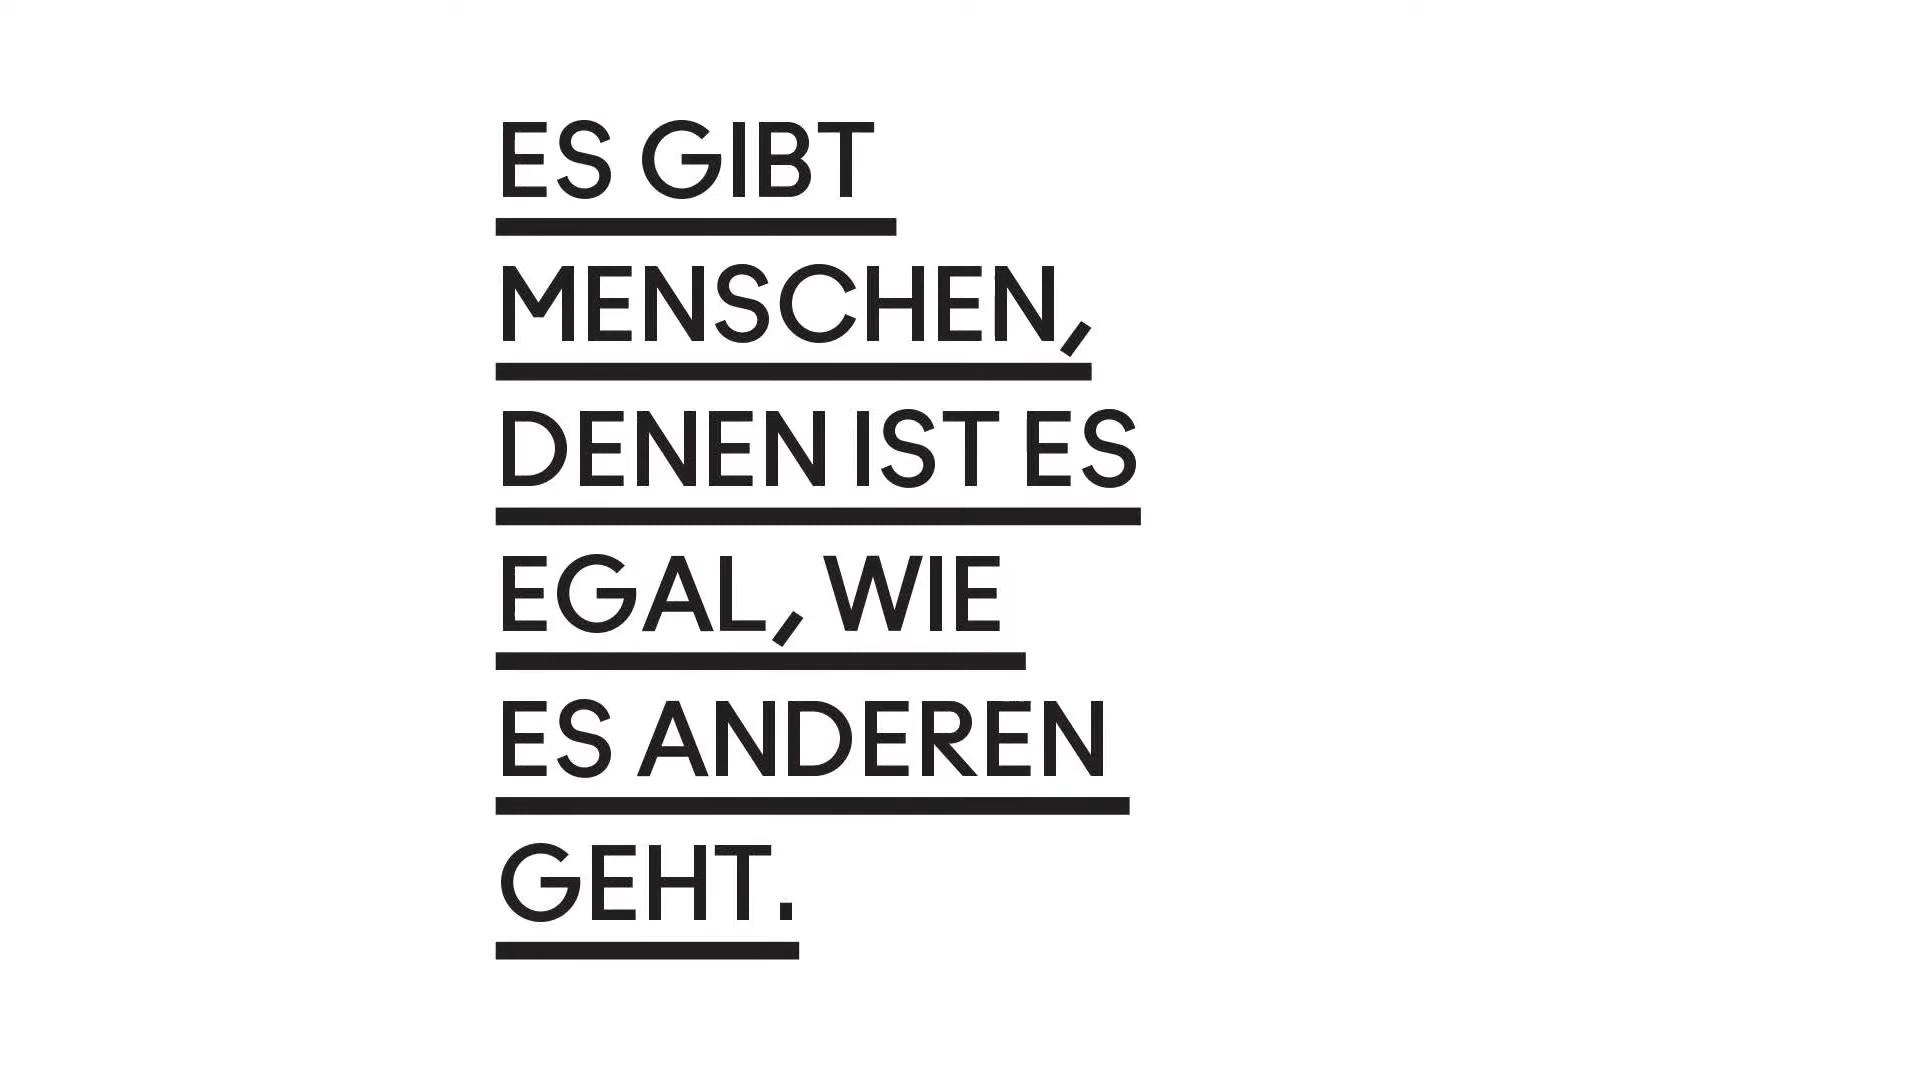 ES GIBT
MENSCHEN,
DENEN IST ES
EGAL, WIE
ES ANDEREN
GEHT.